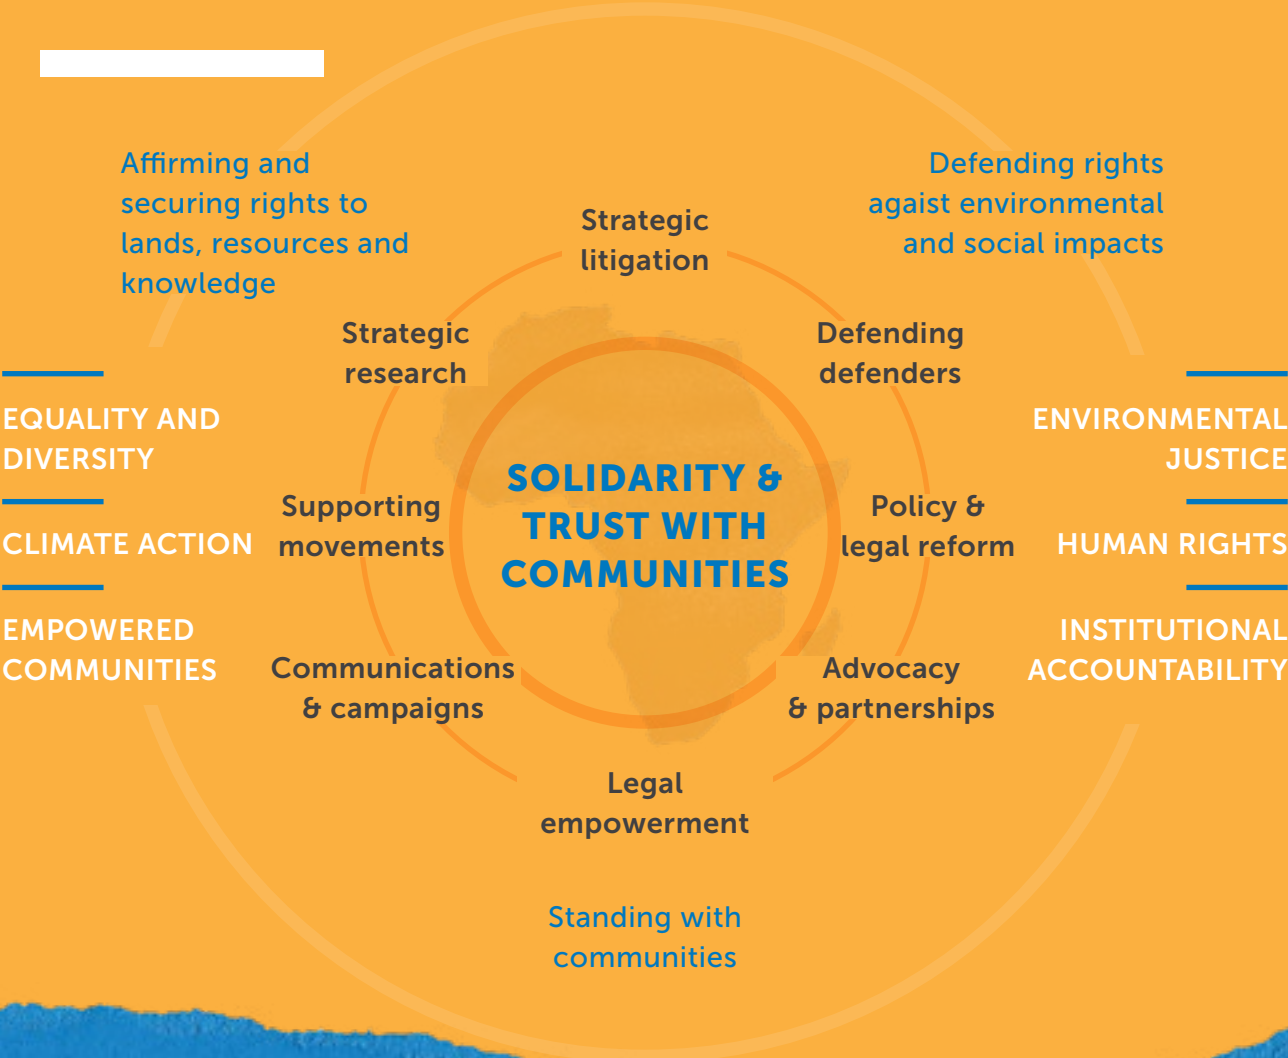 Affirming and
securing rights to
lands, resources and
knowledge
Defending rights
agaist environmental
and social impacts
Strategic
litigation
Strategic
research
Defending
defenders
EQUALITY AND
DIVERSITY
CLIMATE ACTION
EMPOWERED
COMMUNITIES
Supporting
movements
SOLIDARITY &
TRUST WITH
COMMUNITIES
Policy &
legal reform
ENVIRONMENTAL
JUSTICE
HUMAN RIGHTS
INSTITUTIONAL
ACCOUNTABILITY
Communications
& campaigns
Advocacy
& partnerships
Legal
empowerment
Standing with
communities